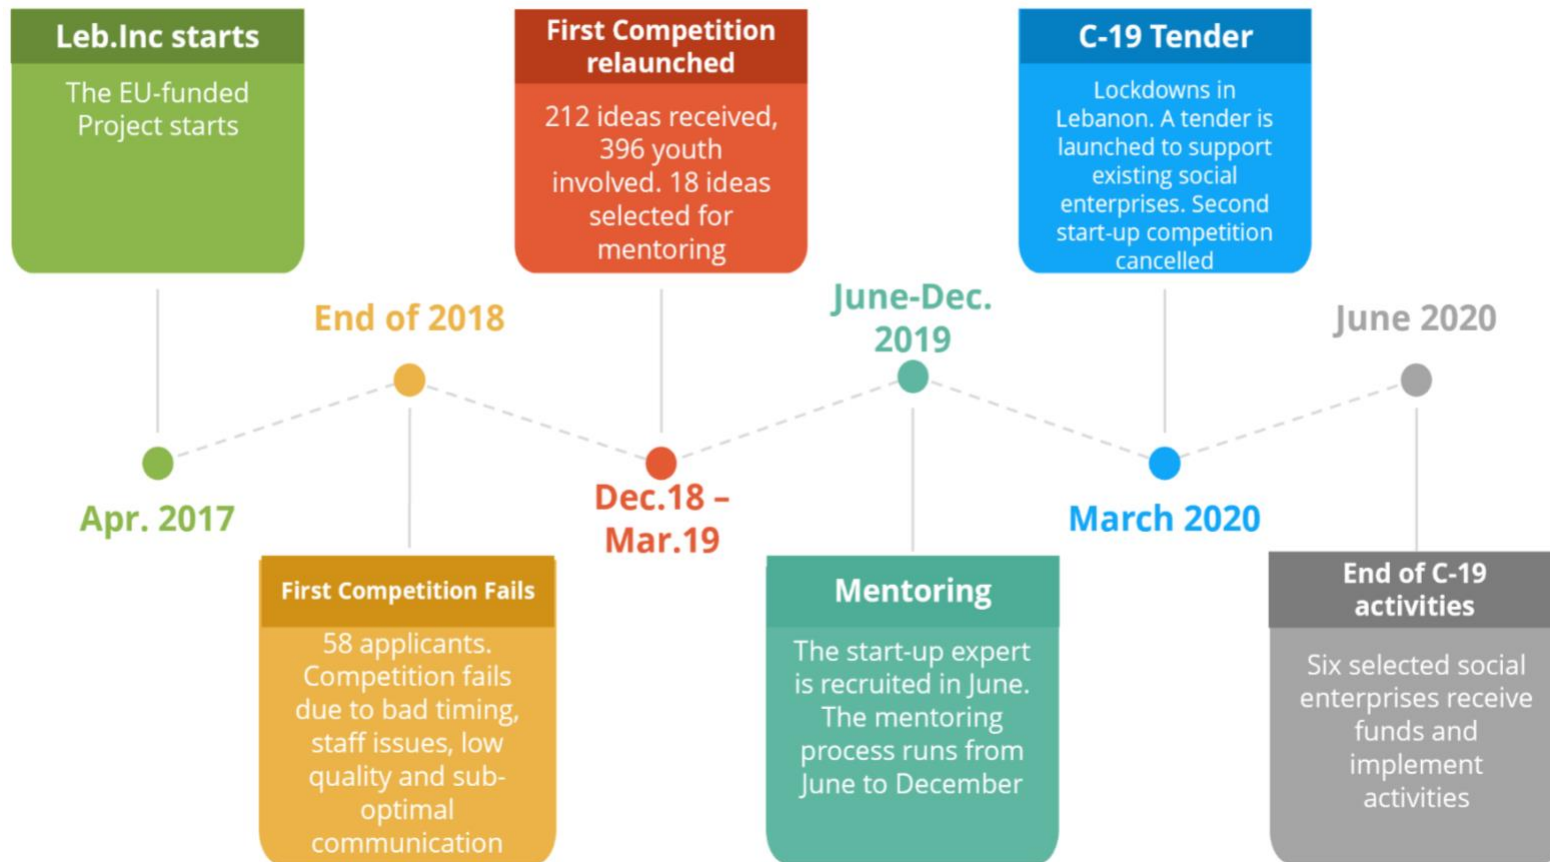 Leb.Inc starts
The EU-funded
Project starts
Apr. 2017
End of 2018
First Competition Fails
58 applicants.
Competition fails
due to bad timing,
staff issues, low
quality and sub-
optimal
communication
First Competition
relaunched
212 ideas received,
396 youth
involved. 18 ideas
selected for
mentoring
Dec.18 –
Mar.19
June-Dec.
2019
Mentoring
The start-up expert
is recruited in June.
The mentoring
process runs from
June to December
C-19 Tender
Lockdowns in
Lebanon. A tender is
launched to support
existing social
enterprises. Second
start-up competition
cancelled
March 2020
June 2020
End of C-19
activities
Six selected social
enterprises receive
funds and
implement
activities